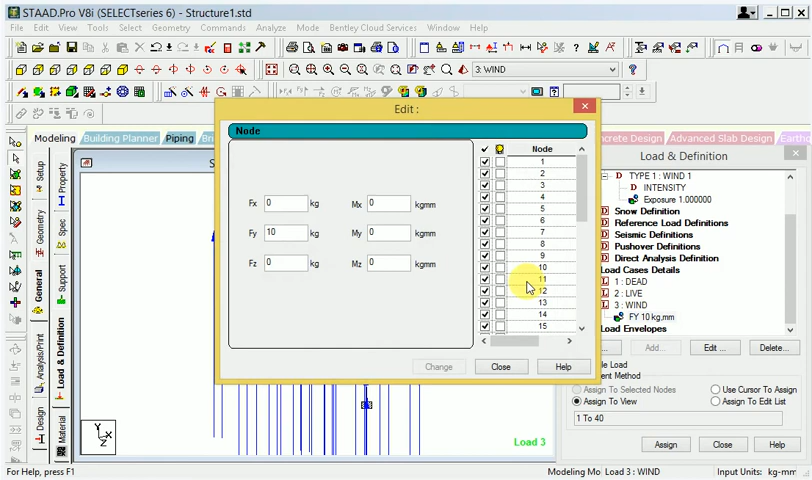 STAAD.Pro V8i (SELECTseries 6) - Structure1.std
File Edit View Tools Select Geometry Commands Analyze Mode Bentley Cloud Services Window Help
3: WIND
Modeling Building Planner Piping Concrete Design Advanced Slab Design
Edit :
Node
Fx 0 kg Mx 0 kgmm
Fy 10 kg My 0 kgmm
Fz 0 kg Mz 0 kgmm
Node
1
2
3
4
5
6
7
8
9
10
11
12
13
14
15
Change Close Help
Load & Definition
TYPE 1 : WIND 1
INTENSITY
Exposure 1.000000
Snow Definition
Reference Load Definition
Seismic Definition
Pushover Definition
Direct Analysis Definition
Load Cases Details
1 : DEAD
2 : LIVE
3 : WIND
FY 10 kg,mm
Load Envelopes
Add... Edit ... Delete...
Assign To Selected Nodes
Use Cursor To Assign
Assign To View
Assign To Edit List
1 To 40
Assign Close Help
Setup
Property
General
Spec
Support
Load & Definition
Analysis/Print
Material
Design
Y
X
Z
Load 3
For Help, press F1
Modeling Mo Load 3 : WIND Input Units: kg-mm